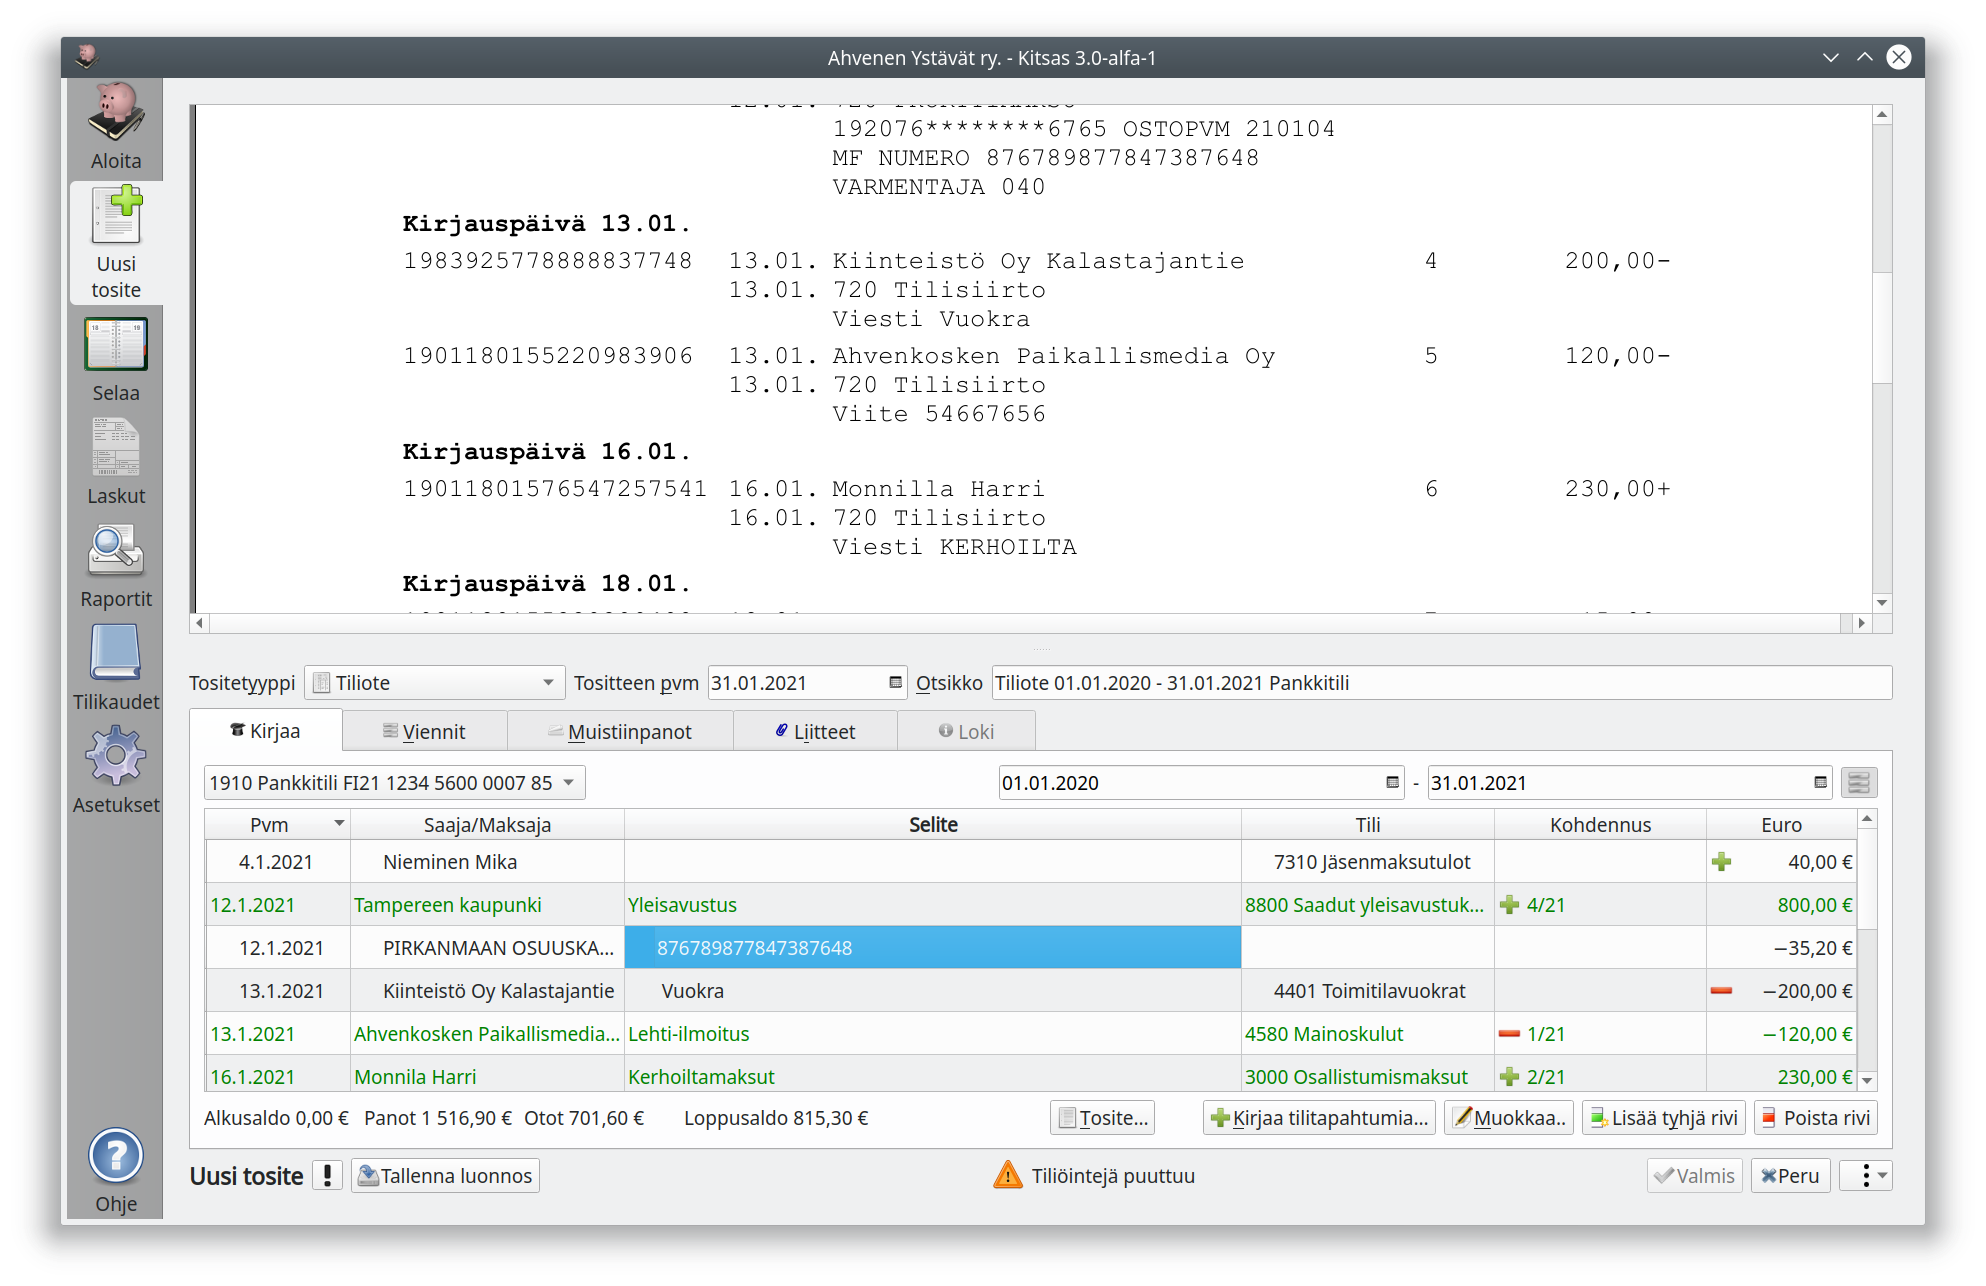 Ahvenen Ystävät ry. - Kitsas 3.0-alfa-1
Aloita
Uusi
tosite
Selaa
Laskut
Raportit
Tilikaudet
Asetukset
Ohje
192076********6765 OSTOPVM 210104
MF NUMERO 876789877847387648
VARMENTAJA 040
Kirjauspäivä 13.01.
1983925778888837748 13.01. Kiinteistö Oy Kalastajantie 4 200,00-
13.01. 720 Tilisiirto
Viesti Vuokra
1901180155220983906 13.01. Ahvenkosken Paikallismedia Oy 5 120,00-
13.01. 720 Tilisiirto
Viite 54667656
Kirjauspäivä 16.01.
19011801576547257541 16.01. Monnilla Harri 6 230,00+
16.01. 720 Tilisiirto
Viesti KERHOILTA
Kirjauspäivä 18.01.
Tositetyyppi Tiliote Tositteen pvm 31.01.2021 Otsikko Tiliote 01.01.2020 - 31.01.2021 Pankkitili
Kirjaa Viennit Muistiinpanot Liitteet Loki
1910 Pankkitili FI21 1234 5600 0007 85 01.01.2020 - 31.01.2021
Pvm Saaja/Maksaja Selite Tili Kohdennus Euro
4.1.2021 Nieminen Mika 7310 Jäsenmaksutulot 40,00 €
12.1.2021 Tampereen kaupunki Yleisavustus 8800 Saadut yleisavustuk... 4/21 800,00 €
12.1.2021 PIRKANMAAN OSUUSKA... 876789877847387648 −35,20 €
13.1.2021 Kiinteistö Oy Kalastajantie Vuokra 4401 Toimitilavuokrat −200,00 €
13.1.2021 Ahvenkosken Paikallismedia... Lehti-ilmoitus 4580 Mainoskulut 1/21 −120,00 €
16.1.2021 Monnila Harri Kerhoiltamaksut 3000 Osallistumismaksut 2/21 230,00 €
Alkusaldo 0,00 € Panot 1 516,90 € Otot 701,60 € Loppusaldo 815,30 € Tosite... Kirjaa tilitapahtumia... Muokkaa.. Lisää tyhjä rivi Poista rivi
Uusi tosite Tallenna luonnos Tiliöintejä puuttuu Valmis Peru